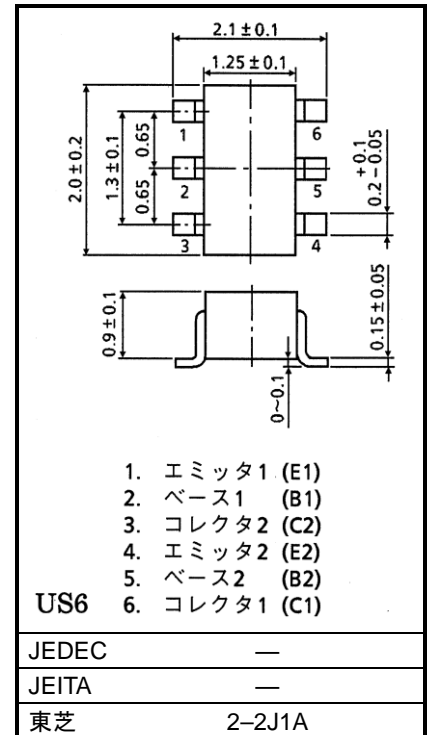 2.1±0.1
1.25±0.1
2.0±0.2
1.3±0.1
0.65
0.65
1
2
3
6
5
4
+0.1
0.2−0.05
0.9±0.1
0.15±0.05
0~0.1
1. エミッタ1 (E1)
2. ベース1 (B1)
3. コレクタ2 (C2)
4. エミッタ2 (E2)
5. ベース2 (B2)
US6 6. コレクタ1 (C1)
JEDEC —
JEITA —
東芝 2–2J1A